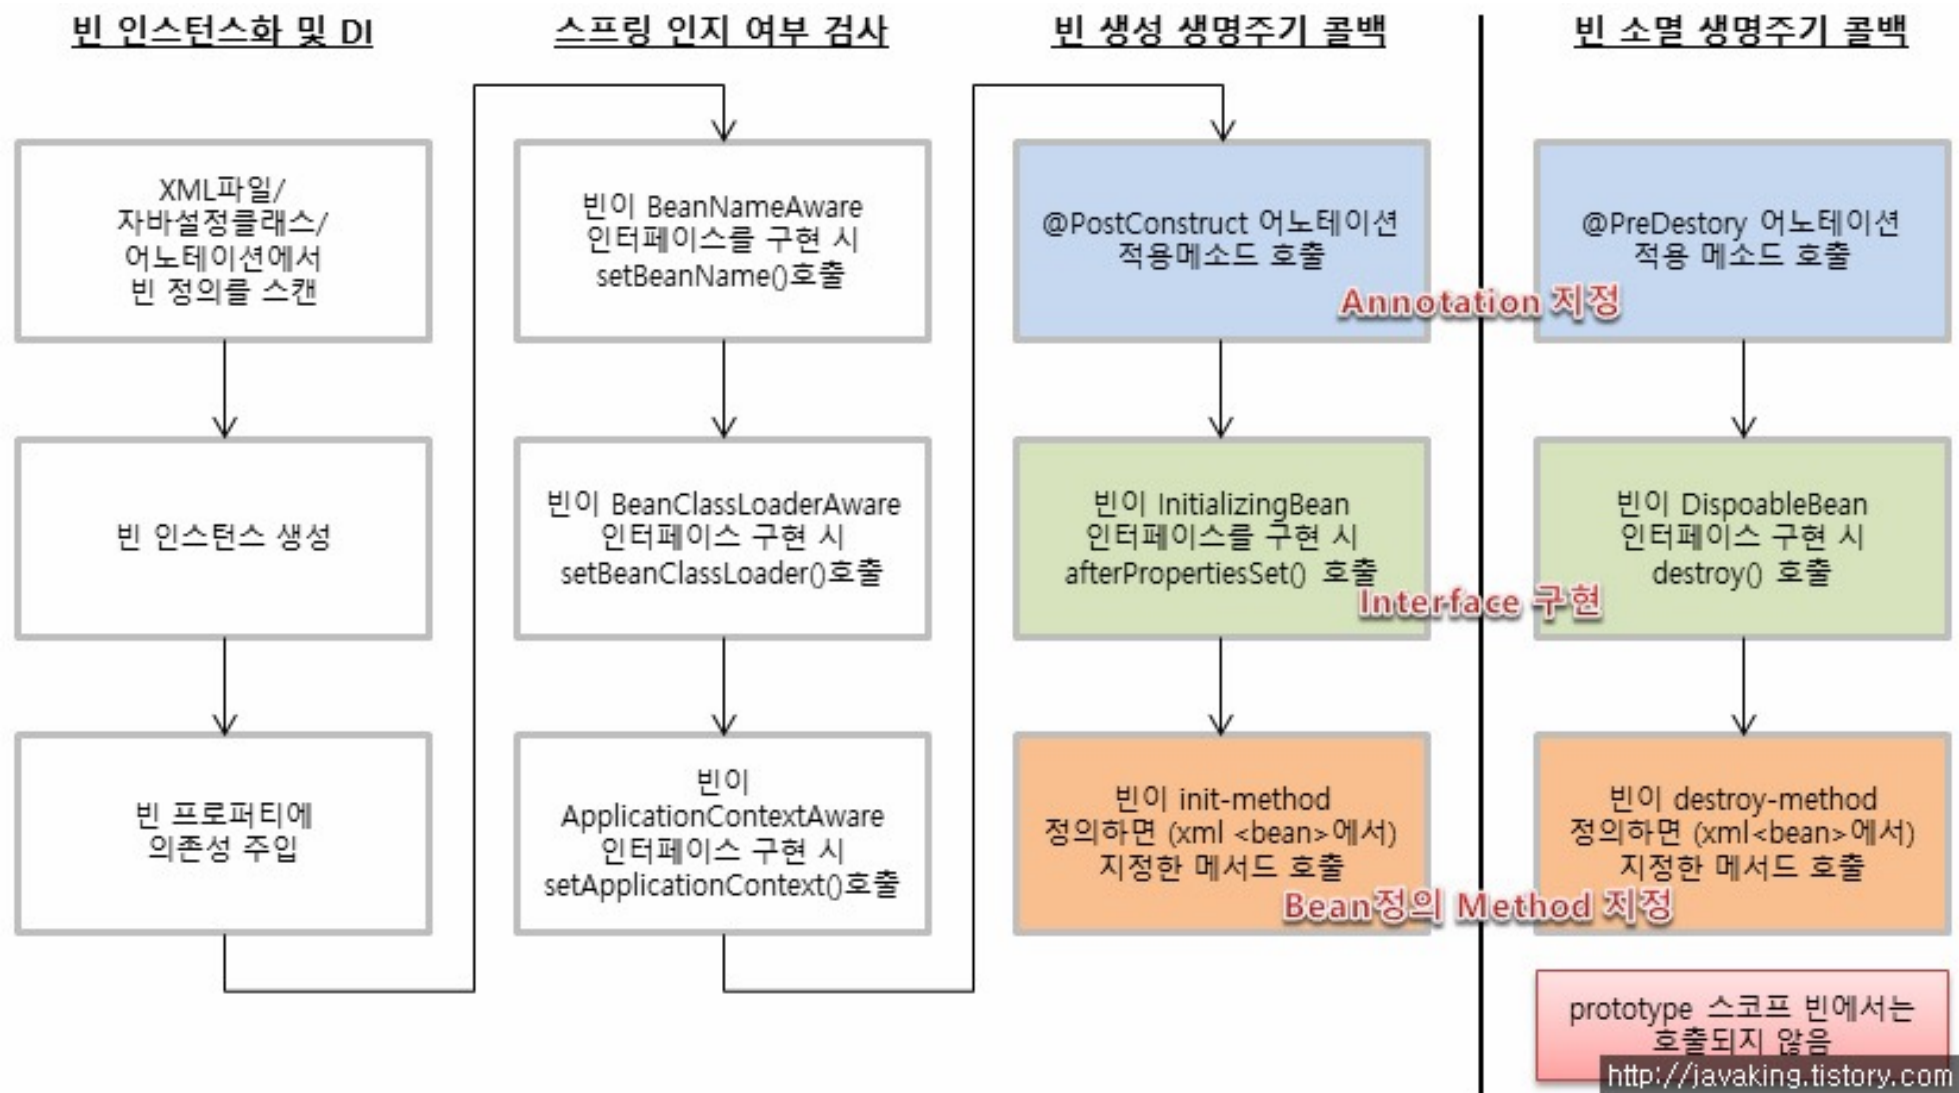 빈 인스턴스화 및 DI
XML파일/
자바설정클래스/
어노테이션에서
빈 정의를 스캔
빈 인스턴스 생성
빈 프로퍼티에
의존성 주입
스프링 인지 여부 검사
빈이 BeanNameAware
인터페이스를 구현 시
setBeanName()호출
빈이 BeanClassLoaderAware
인터페이스 구현 시
setBeanClassLoader()호출
빈이
ApplicationContextAware
인터페이스 구현 시
setApplicationContext()호출
빈 생성 생명주기 콜백
@PostConstruct 어노테이션
적용메소드 호출
Annotation 지정
빈이 InitializingBean
인터페이스를 구현 시
afterPropertiesSet() 호출
Interface 구현
빈이 init-method
정의하면 (xml <bean>에서)
지정한 메서드 호출
Bean정의 Method 지정
빈 소멸 생명주기 콜백
@PreDestory 어노테이션
적용 메소드 호출
빈이 DispoableBean
인터페이스 구현 시
destroy() 호출
빈이 destroy-method
정의하면 (xml<bean>에서)
지정한 메서드 호출
prototype 스코프 빈에서는
호출되지 않음
http://javaking.tistory.com